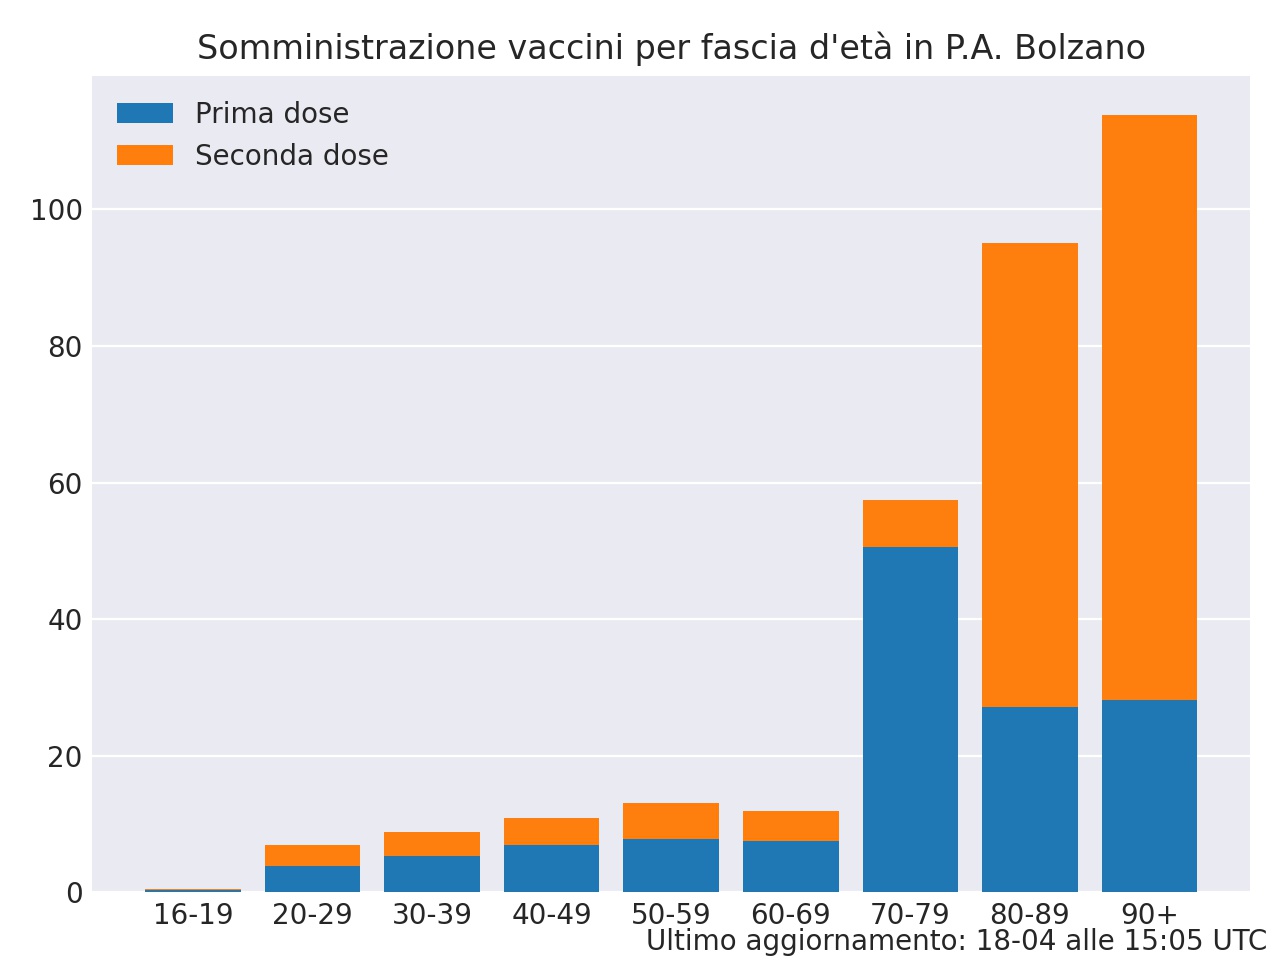 Somministrazione vaccini per fascia d'età in P.A. Bolzano
Prima dose
Seconda dose
100
80
60
40
20
0
16-19 20-29 30-39 40-49 50-59 60-69 70-79 80-89 90+
Ultimo aggiornamento: 18-04 alle 15:05 UTC